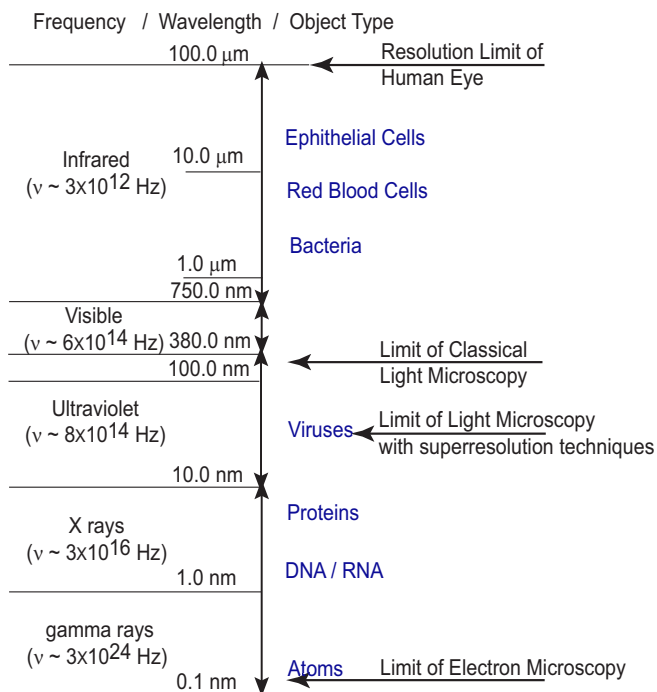 Frequency / Wavelength / Object Type
100.0 μm
Resolution Limit of
Human Eye
Ephithelial Cells
Infrared
(ν ~ 3x10¹² Hz)
10.0 μm
Red Blood Cells
Bacteria
1.0 μm
750.0 nm
Visible
(ν ~ 6x10¹⁴ Hz)
380.0 nm
Limit of Classical
Light Microscopy
100.0 nm
Ultraviolet
(ν ~ 8x10¹⁴ Hz)
Viruses
Limit of Light Microscopy
with superresolution techniques
10.0 nm
Proteins
X rays
(ν ~ 3x10¹⁶ Hz)
DNA / RNA
1.0 nm
gamma rays
(ν ~ 3x10²⁴ Hz)
0.1 nm
Atoms
Limit of Electron Microscopy